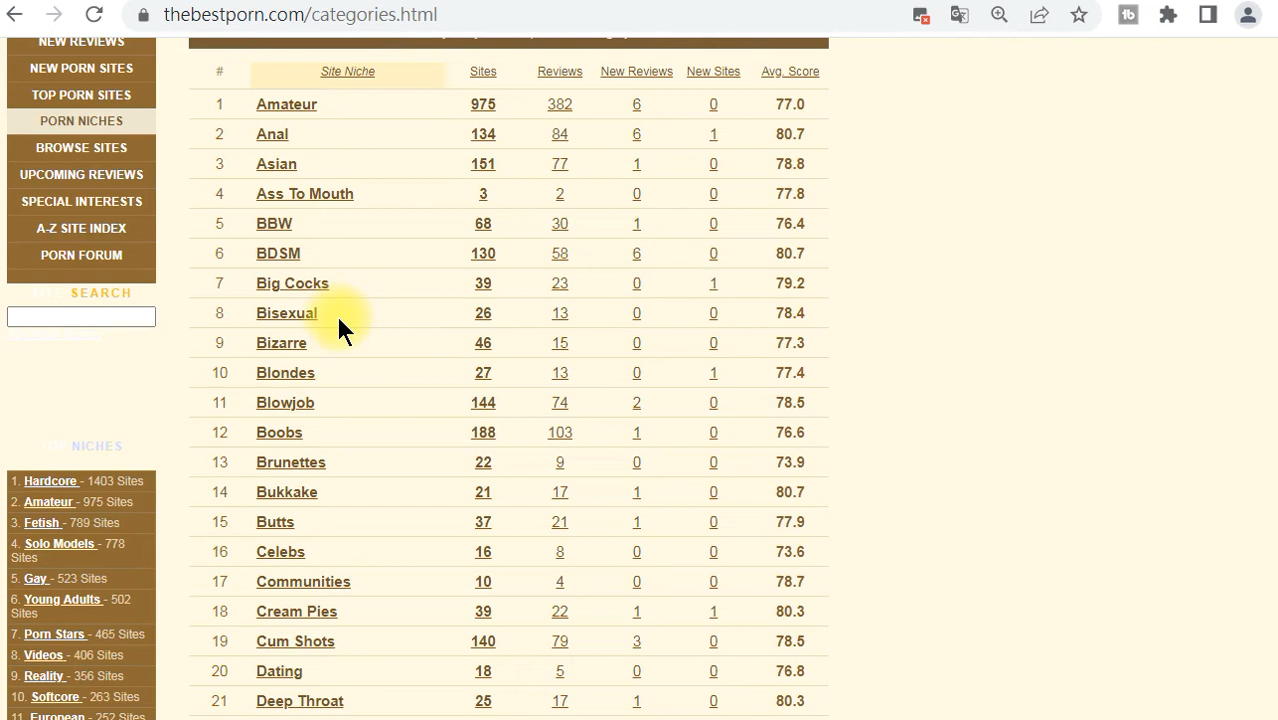 thebestporn.com/categories.html
NEW REVIEWS
NEW PORN SITES
TOP PORN SITES
PORN NICHES
BROWSE SITES
UPCOMING REVIEWS
SPECIAL INTERESTS
A-Z SITE INDEX
PORN FORUM
SEARCH
NICHES
1. Hardcore - 1403 Sites
2. Amateur - 975 Sites
3. Fetish - 789 Sites
4. Solo Models - 778
Sites
5. Gay - 523 Sites
6. Young Adults - 502
Sites
7. Porn Stars - 465 Sites
8. Videos - 406 Sites
9. Reality - 356 Sites
10. Softcore - 263 Sites
11. European - 252 Sites
# Site Niche Sites Reviews New Reviews New Sites Avg. Score
1 Amateur 975 382 6 0 77.0
2 Anal 134 84 6 1 80.7
3 Asian 151 77 1 0 78.8
4 Ass To Mouth 3 2 0 0 77.8
5 BBW 68 30 1 0 76.4
6 BDSM 130 58 6 0 80.7
7 Big Cocks 39 23 0 1 79.2
8 Bisexual 26 13 0 0 78.4
9 Bizarre 46 15 0 0 77.3
10 Blondes 27 13 0 1 77.4
11 Blowjob 144 74 2 0 78.5
12 Boobs 188 103 1 0 76.6
13 Brunettes 22 9 0 0 73.9
14 Bukkake 21 17 1 0 80.7
15 Butts 37 21 1 0 77.9
16 Celebs 16 8 0 0 73.6
17 Communities 10 4 0 0 78.7
18 Cream Pies 39 22 1 1 80.3
19 Cum Shots 140 79 3 0 78.5
20 Dating 18 5 0 0 76.8
21 Deep Throat 25 17 1 0 80.3